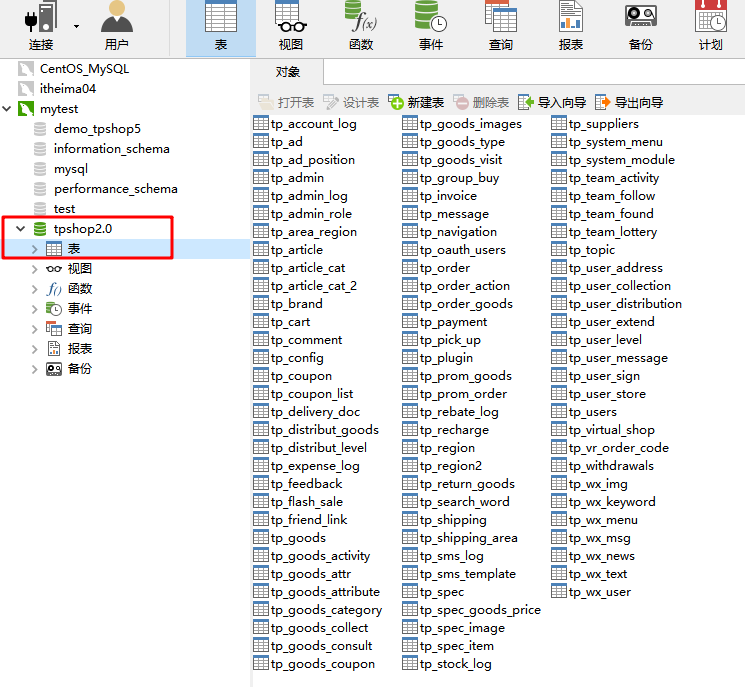 连接 用户 表 视图 函数 事件 查询 报表 备份 计划
CentOS_MySQL
itheima04
mytest
demo_tpshop5
information_schema
mysql
performance_schema
test
tpshop2.0
表
视图
函数
事件
查询
报表
备份
对象
打开表 设计表 新建表 删除表 导入向导 导出向导
tp_account_log
tp_ad
tp_ad_position
tp_admin
tp_admin_log
tp_admin_role
tp_area_region
tp_article
tp_article_cat
tp_article_cat_2
tp_brand
tp_cart
tp_comment
tp_config
tp_coupon
tp_coupon_list
tp_delivery_doc
tp_distribut_goods
tp_distribut_level
tp_expense_log
tp_feedback
tp_flash_sale
tp_friend_link
tp_goods
tp_goods_activity
tp_goods_attr
tp_goods_attribute
tp_goods_category
tp_goods_collect
tp_goods_consult
tp_goods_coupon
tp_goods_images
tp_goods_type
tp_goods_visit
tp_group_buy
tp_invoice
tp_message
tp_navigation
tp_oauth_users
tp_order
tp_order_action
tp_order_goods
tp_payment
tp_pick_up
tp_plugin
tp_prom_goods
tp_prom_order
tp_rebate_log
tp_recharge
tp_region
tp_region2
tp_return_goods
tp_search_word
tp_shipping
tp_shipping_area
tp_sms_log
tp_sms_template
tp_spec
tp_spec_goods_price
tp_spec_image
tp_spec_item
tp_stock_log
tp_suppliers
tp_system_menu
tp_system_module
tp_team_activity
tp_team_follow
tp_team_found
tp_team_lottery
tp_topic
tp_user_address
tp_user_collection
tp_user_distribution
tp_user_extend
tp_user_level
tp_user_message
tp_user_sign
tp_user_store
tp_users
tp_virtual_shop
tp_vr_order_code
tp_withdrawals
tp_wx_img
tp_wx_keyword
tp_wx_menu
tp_wx_msg
tp_wx_news
tp_wx_text
tp_wx_user